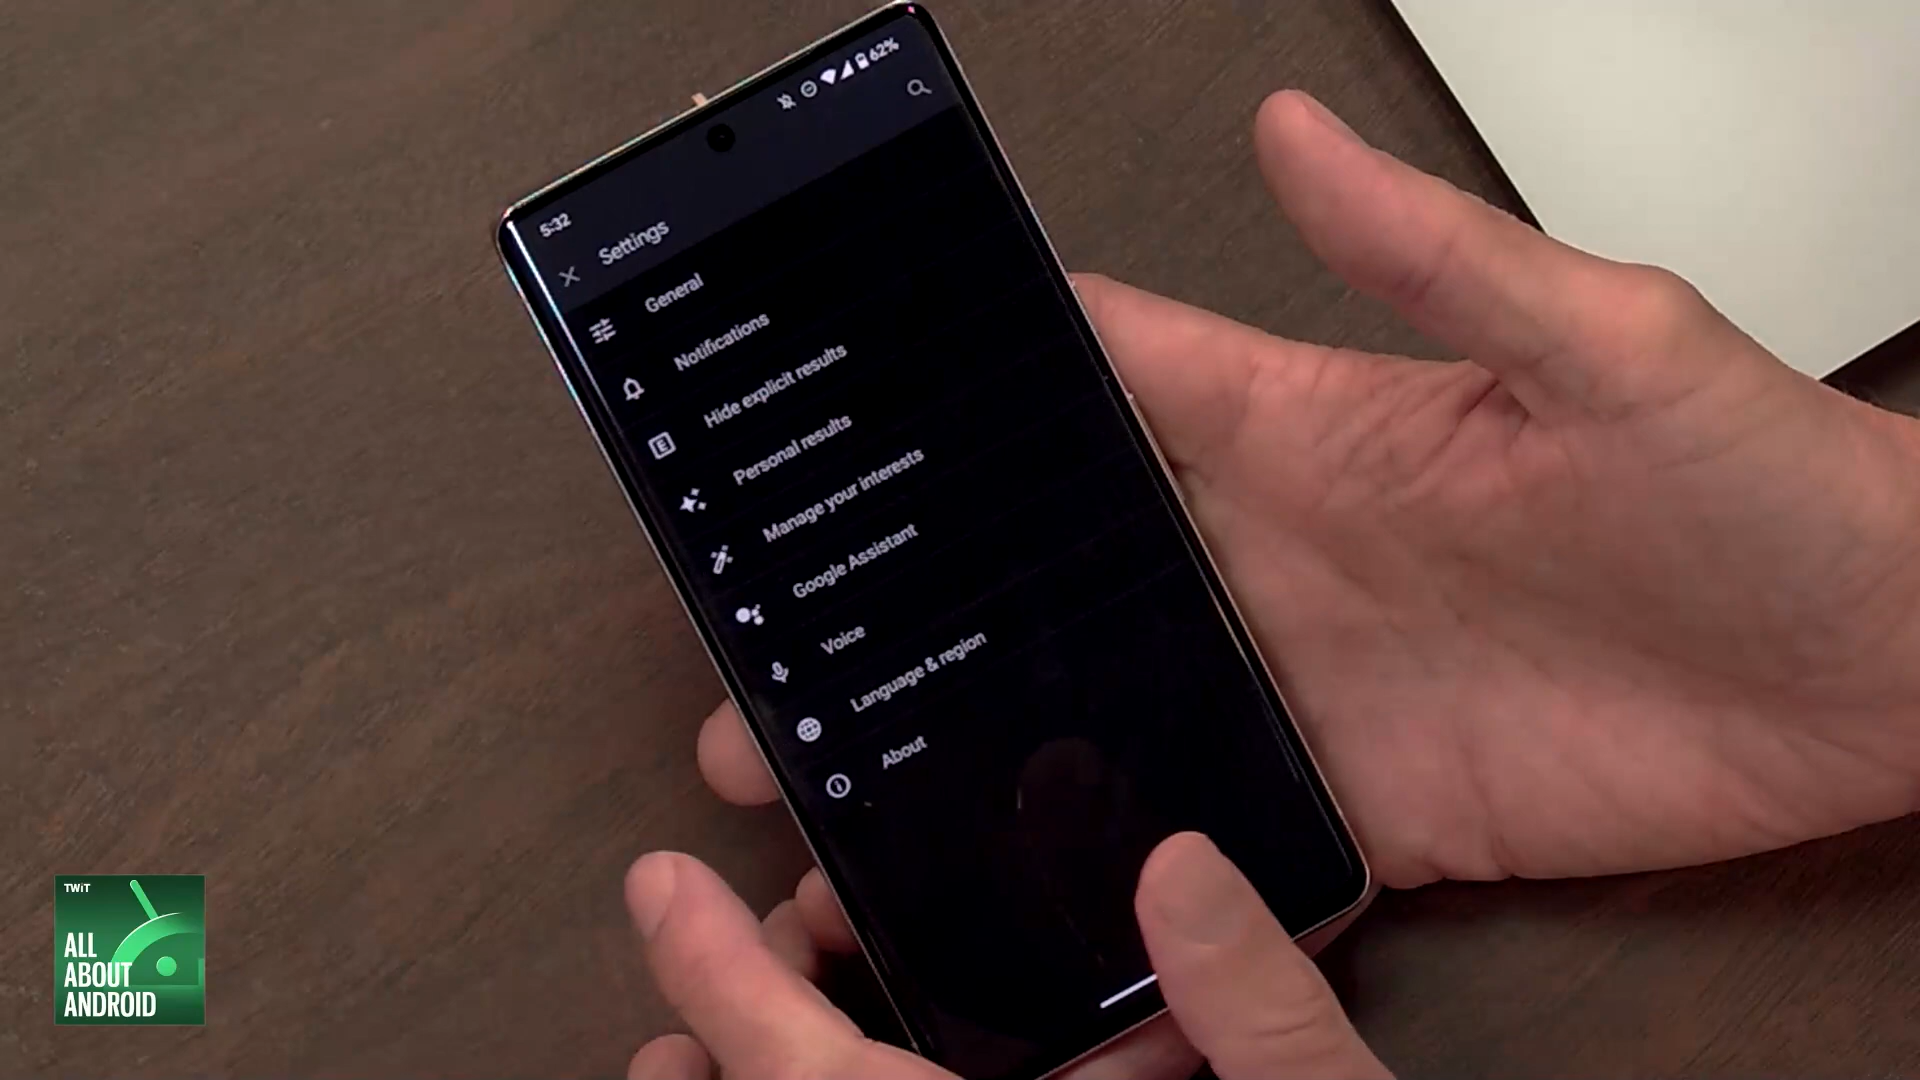 62%
5:32
Settings
General
Notifications
Hide explicit results
Personal results
Manage your interests
Google Assistant
Voice
Language & region
About
TWiT
ALL
ABOUT
ANDROID